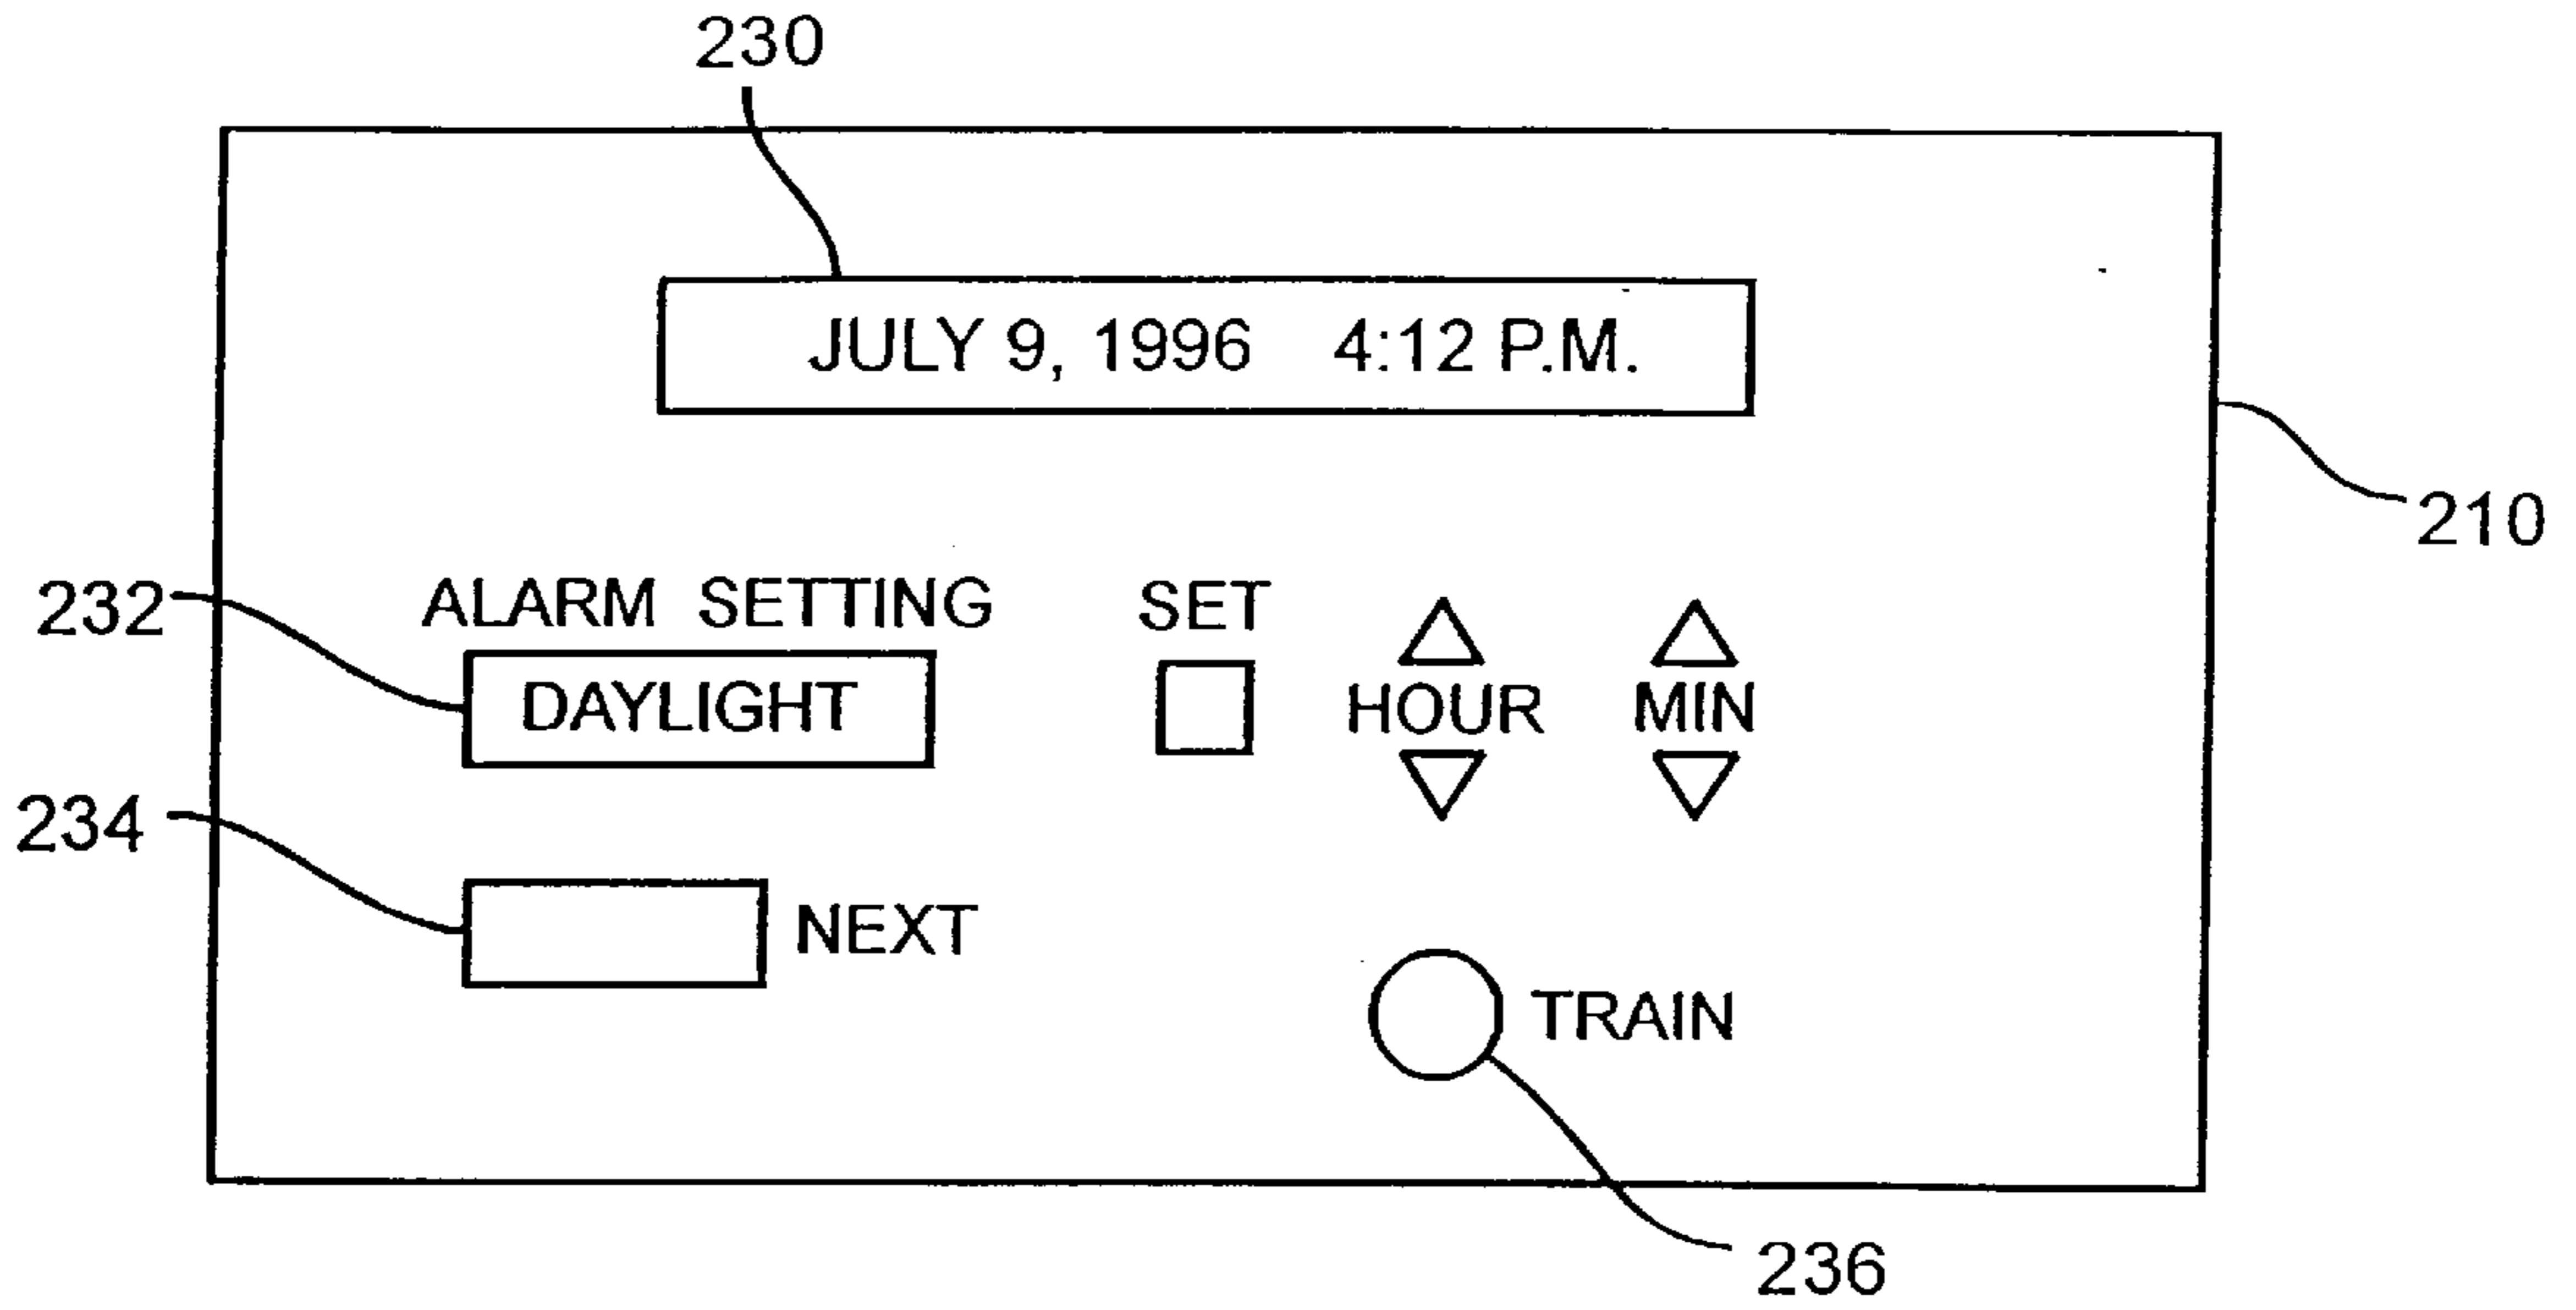 230
JULY 9, 1996 4:12 P.M.
210
232
ALARM SETTING
SET
DAYLIGHT
HOUR
MIN
234
NEXT
TRAIN
236